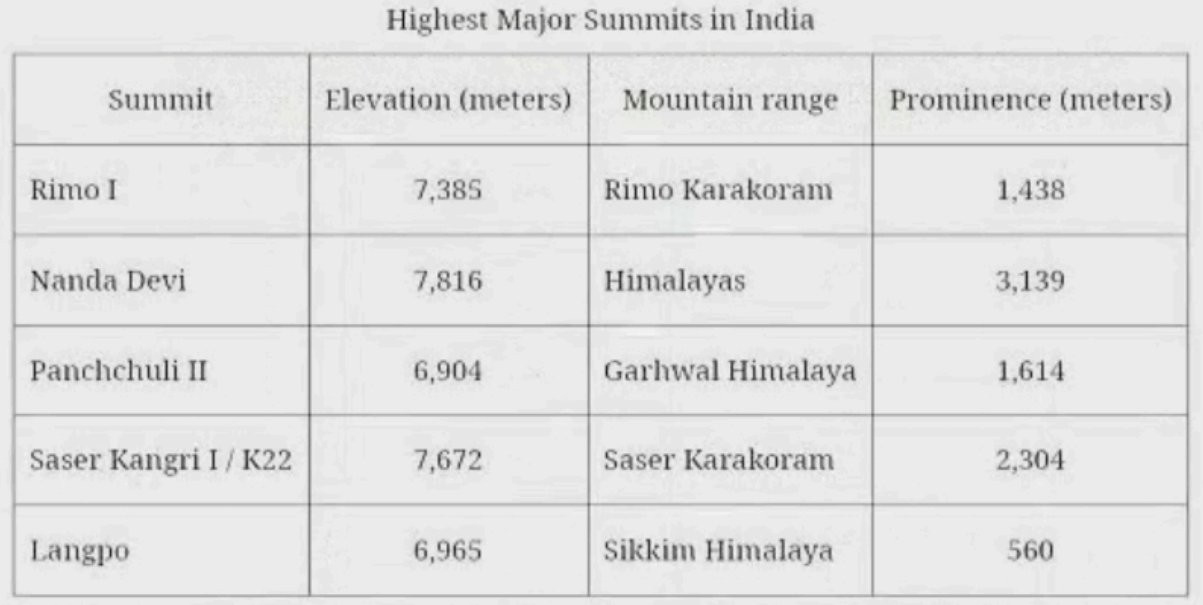 Highest Major Summits in India
Summit Elevation (meters) Mountain range Prominence (meters)
Rimo I 7,385 Rimo Karakoram 1,438
Nanda Devi 7,816 Himalayas 3,139
Panchchuli II 6,904 Garhwal Himalaya 1,614
Saser Kangri I / K22 7,672 Saser Karakoram 2,304
Langpo 6,965 Sikkim Himalaya 560